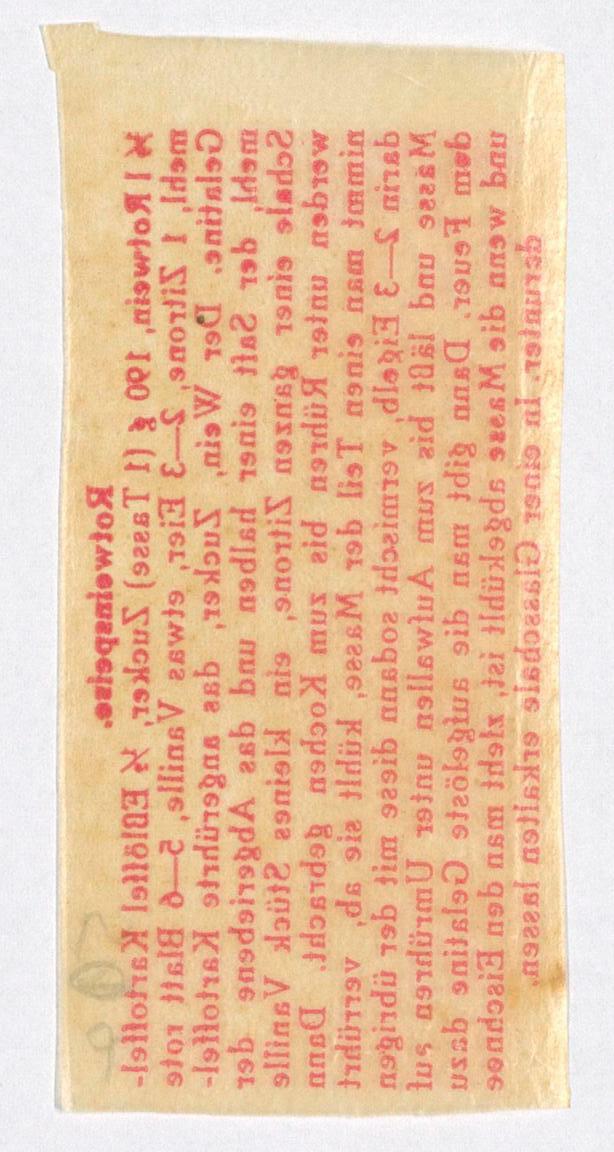 Rotweinspeise.
l Rotwein, 190 g (1 Tasse) Zucker, Eßlöffel Kartoffel-
mehl, 1 Zitrone, 2—3 Eier, etwas Vanille, 5—6 Blatt rote
Gelatine. Der Wein, Zucker, das angerührte Kartoffel-
mehl, der Saft einer halben und das Abgeriebene der
Schale einer ganzen Zitrone, ein kleines Stück Vanille
werden unter Rühren bis zum Kochen gebracht. Dann
nimmt man einen Teil der Masse, kühlt sie ab, verrührt
darin 2—3 Eigelb, vermischt sodann diese mit der übrigen
Masse und läßt bis zum Aufwallen unter Umrühren auf
dem Feuer. Dann gibt man die aufgelöste Gelatine dazu
und wenn die Masse abgekühlt ist, zieht man den Eischnee
darunter. In einer Glasschale erkalten lassen.